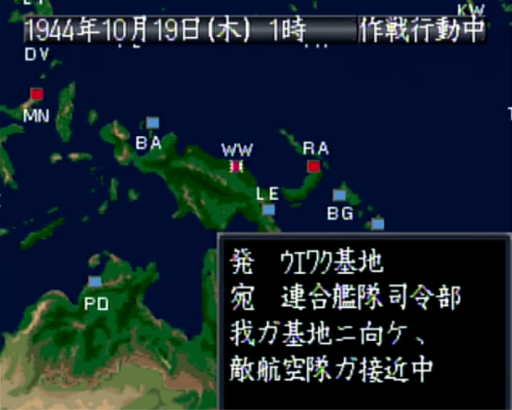 KW
1944年10月19日(木) 1時 作戦行動中
DV
MN
BA
WW
RA
LE
BG
PD
発 ウエワク基地
宛 連合艦隊司令部
我ガ基地ニ向ケ、
敵航空隊ガ接近中